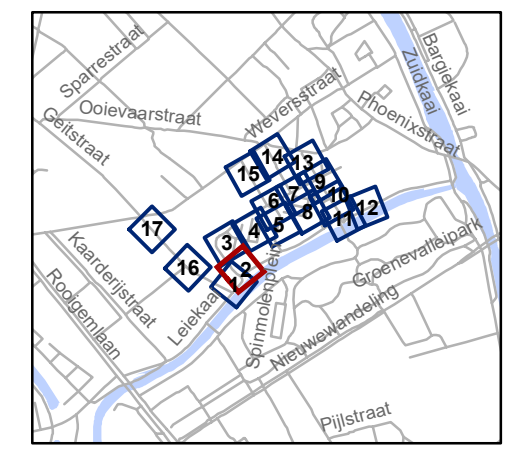 Sparrestraat
Bargiekaai
Zuidkaai
Ooievaarstraat
Weversstraat
Phoenixstraat
Geitstraat
14
13
15
9
7
10
6
12
8
11
5
17
4
3
16
2
1
Kaarderijstraat
Groenevalleipark
Rooigemlaan
Leiekaai
Spinmolenplein
Nieuwewandeling
Pijlstraat